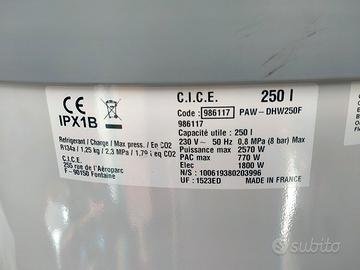 CE
IPX1B
Refrigerant / Charge / Max press. / Eq CO2
R134a / 1,25 kg / 2,3 MPa / 1,79 t eq CO2
C.I.C.E.
255 rue de l'Aéroparc
F - 90150 Fontaine
C.I.C.E. 250 l
Code : 986117 PAW-DHW250F
986117
Capacité utile : 250 l
230 V~ 50 Hz 0,8 MPa (8 bar) Max
Puissance max 2570 W
PAC max 770 W
Elec 1800 W
N/S : 100619380203996
UF : 1523ED MADE IN FRANCE
subito